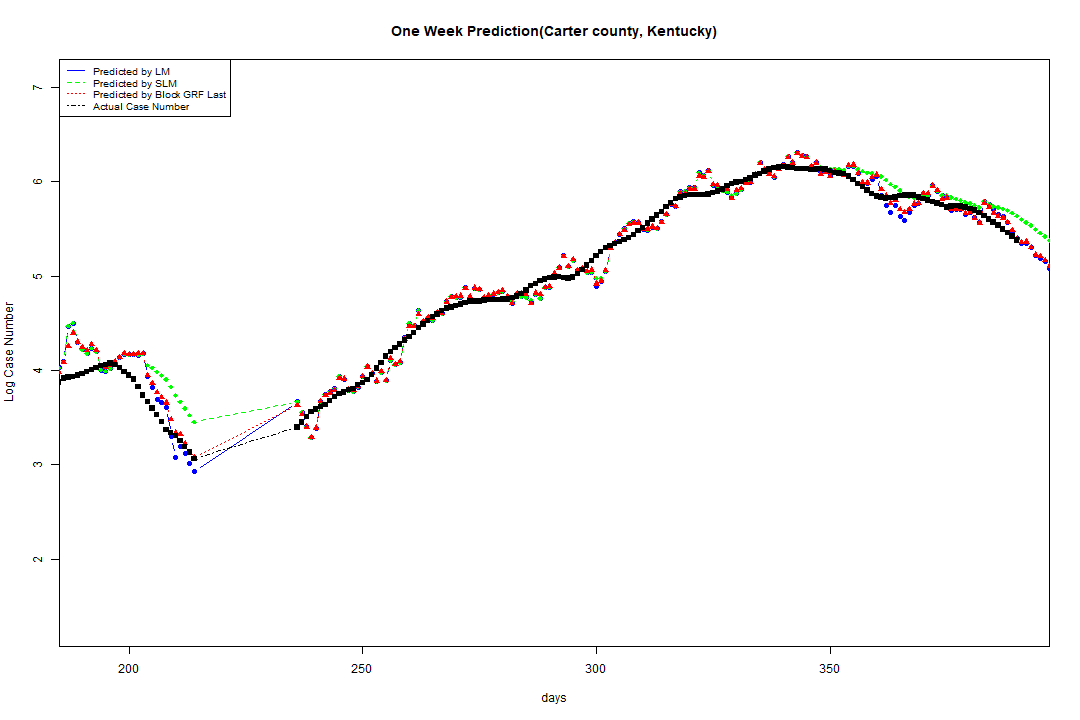 One Week Prediction(Carter county, Kentucky)
Predicted by LM
Predicted by SLM
Predicted by Block GRF Last
Actual Case Number
7
6
5
4
3
2
Log Case Number
200 250 300 350
days